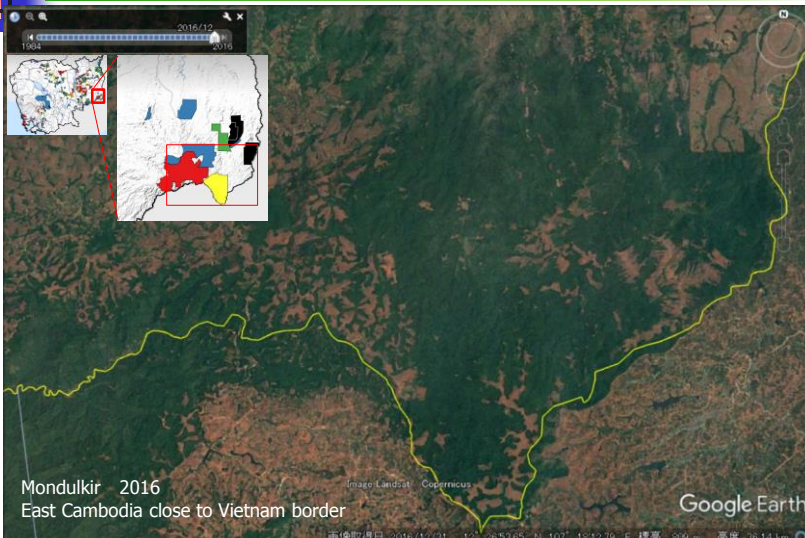 2016/12
1984 2016
N
Mondulkir 2016
East Cambodia close to Vietnam border
Image Landsat / Copernicus
Google Earth